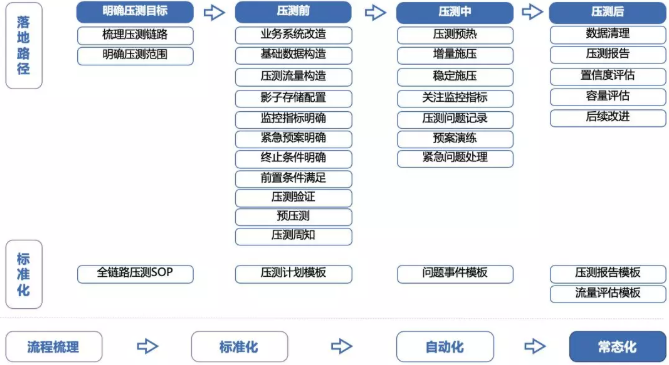 落地路径
明确压测目标
梳理压测链路
明确压测范围
压测前
业务系统改造
基础数据构造
压测流量构造
影子存储配置
监控指标明确
紧急预案明确
终止条件明确
前置条件满足
压测验证
预压测
压测周知
压测中
压测预热
增量施压
稳定施压
关注监控指标
压测问题记录
预案演练
紧急问题处理
压测后
数据清理
压测报告
置信度评估
容量评估
后续改进
标准化
全链路压测SOP
压测计划模板
问题事件模板
压测报告模板
流量评估模板
流程梳理
标准化
自动化
常态化